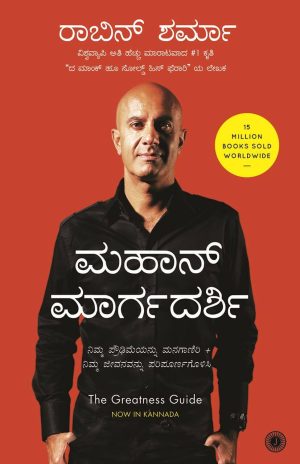 ರಾಬಿನ್ ಶರ್ಮಾ
ವಿಶ್ವವ್ಯಾಪಿ ಅತಿ ಹೆಚ್ಚು ಮಾರಾಟವಾದ #1 ಕೃತಿ
“ದ ಮಾಂಕ್ ಹೂ ಸೋಲ್ಡ್ ಹಿಸ್ ಫೆರಾರಿ” ಯ ಲೇಖಕ
15
MILLION
BOOKS SOLD
WORLDWIDE
ಮಹಾನ್
ಮಾರ್ಗದರ್ಶಿ
ನಿಮ್ಮ ಪ್ರೌಢಿಮೆಯನ್ನು ಮನಗಾಣಿರಿ +
ನಿಮ್ಮ ಜೀವನವನ್ನು ಪರಿಪೂರ್ಣಗೊಳಿಸಿ
The Greatness Guide
NOW IN KANNADA
J